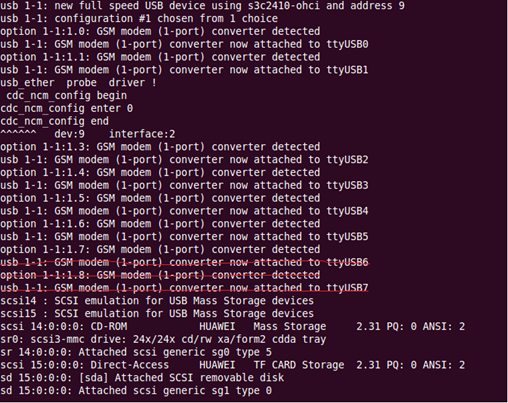 usb 1-1: new full speed USB device using s3c2410-ohci and address 9
usb 1-1: configuration #1 chosen from 1 choice
option 1-1:1.0: GSM modem (1-port) converter detected
usb 1-1: GSM modem (1-port) converter now attached to ttyUSB0
option 1-1:1.1: GSM modem (1-port) converter detected
usb 1-1: GSM modem (1-port) converter now attached to ttyUSB1
usb_ether  probe  driver !
 cdc_ncm_config begin
cdc_ncm_config enter 0
cdc_ncm_config end
^^^^^^   dev:9    interface:2
option 1-1:1.3: GSM modem (1-port) converter detected
usb 1-1: GSM modem (1-port) converter now attached to ttyUSB2
option 1-1:1.4: GSM modem (1-port) converter detected
usb 1-1: GSM modem (1-port) converter now attached to ttyUSB3
option 1-1:1.5: GSM modem (1-port) converter detected
usb 1-1: GSM modem (1-port) converter now attached to ttyUSB4
option 1-1:1.6: GSM modem (1-port) converter detected
usb 1-1: GSM modem (1-port) converter now attached to ttyUSB5
option 1-1:1.7: GSM modem (1-port) converter detected
usb 1-1: GSM modem (1-port) converter now attached to ttyUSB6
option 1-1:1.8: GSM modem (1-port) converter detected
usb 1-1: GSM modem (1-port) converter now attached to ttyUSB7
scsi14 : SCSI emulation for USB Mass Storage devices
scsi15 : SCSI emulation for USB Mass Storage devices
scsi 14:0:0:0: CD-ROM            HUAWEI   Mass Storage     2.31 PQ: 0 ANSI: 2
sr0: scsi3-mmc drive: 24x/24x cd/rw xa/form2 cdda tray
sr 14:0:0:0: Attached scsi generic sg0 type 5
scsi 15:0:0:0: Direct-Access     HUAWEI   TF CARD Storage  2.31 PQ: 0 ANSI: 2
sd 15:0:0:0: [sda] Attached SCSI removable disk
sd 15:0:0:0: Attached scsi generic sg1 type 0